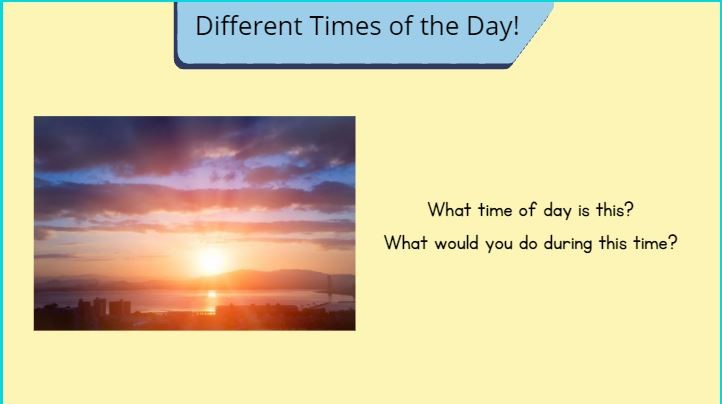 Different Times of the Day!
What time of day is this?
What would you do during this time?